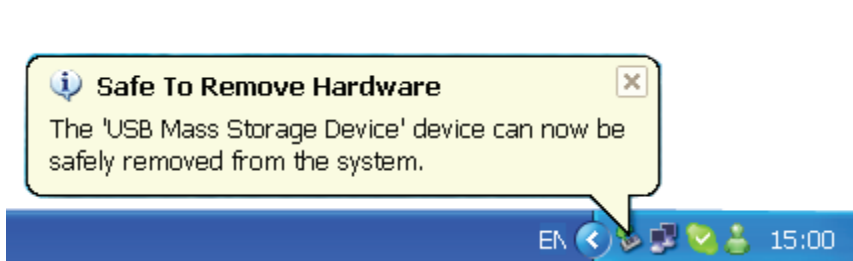 Safe To Remove Hardware
The 'USB Mass Storage Device' device can now be
safely removed from the system.
EN 15:00